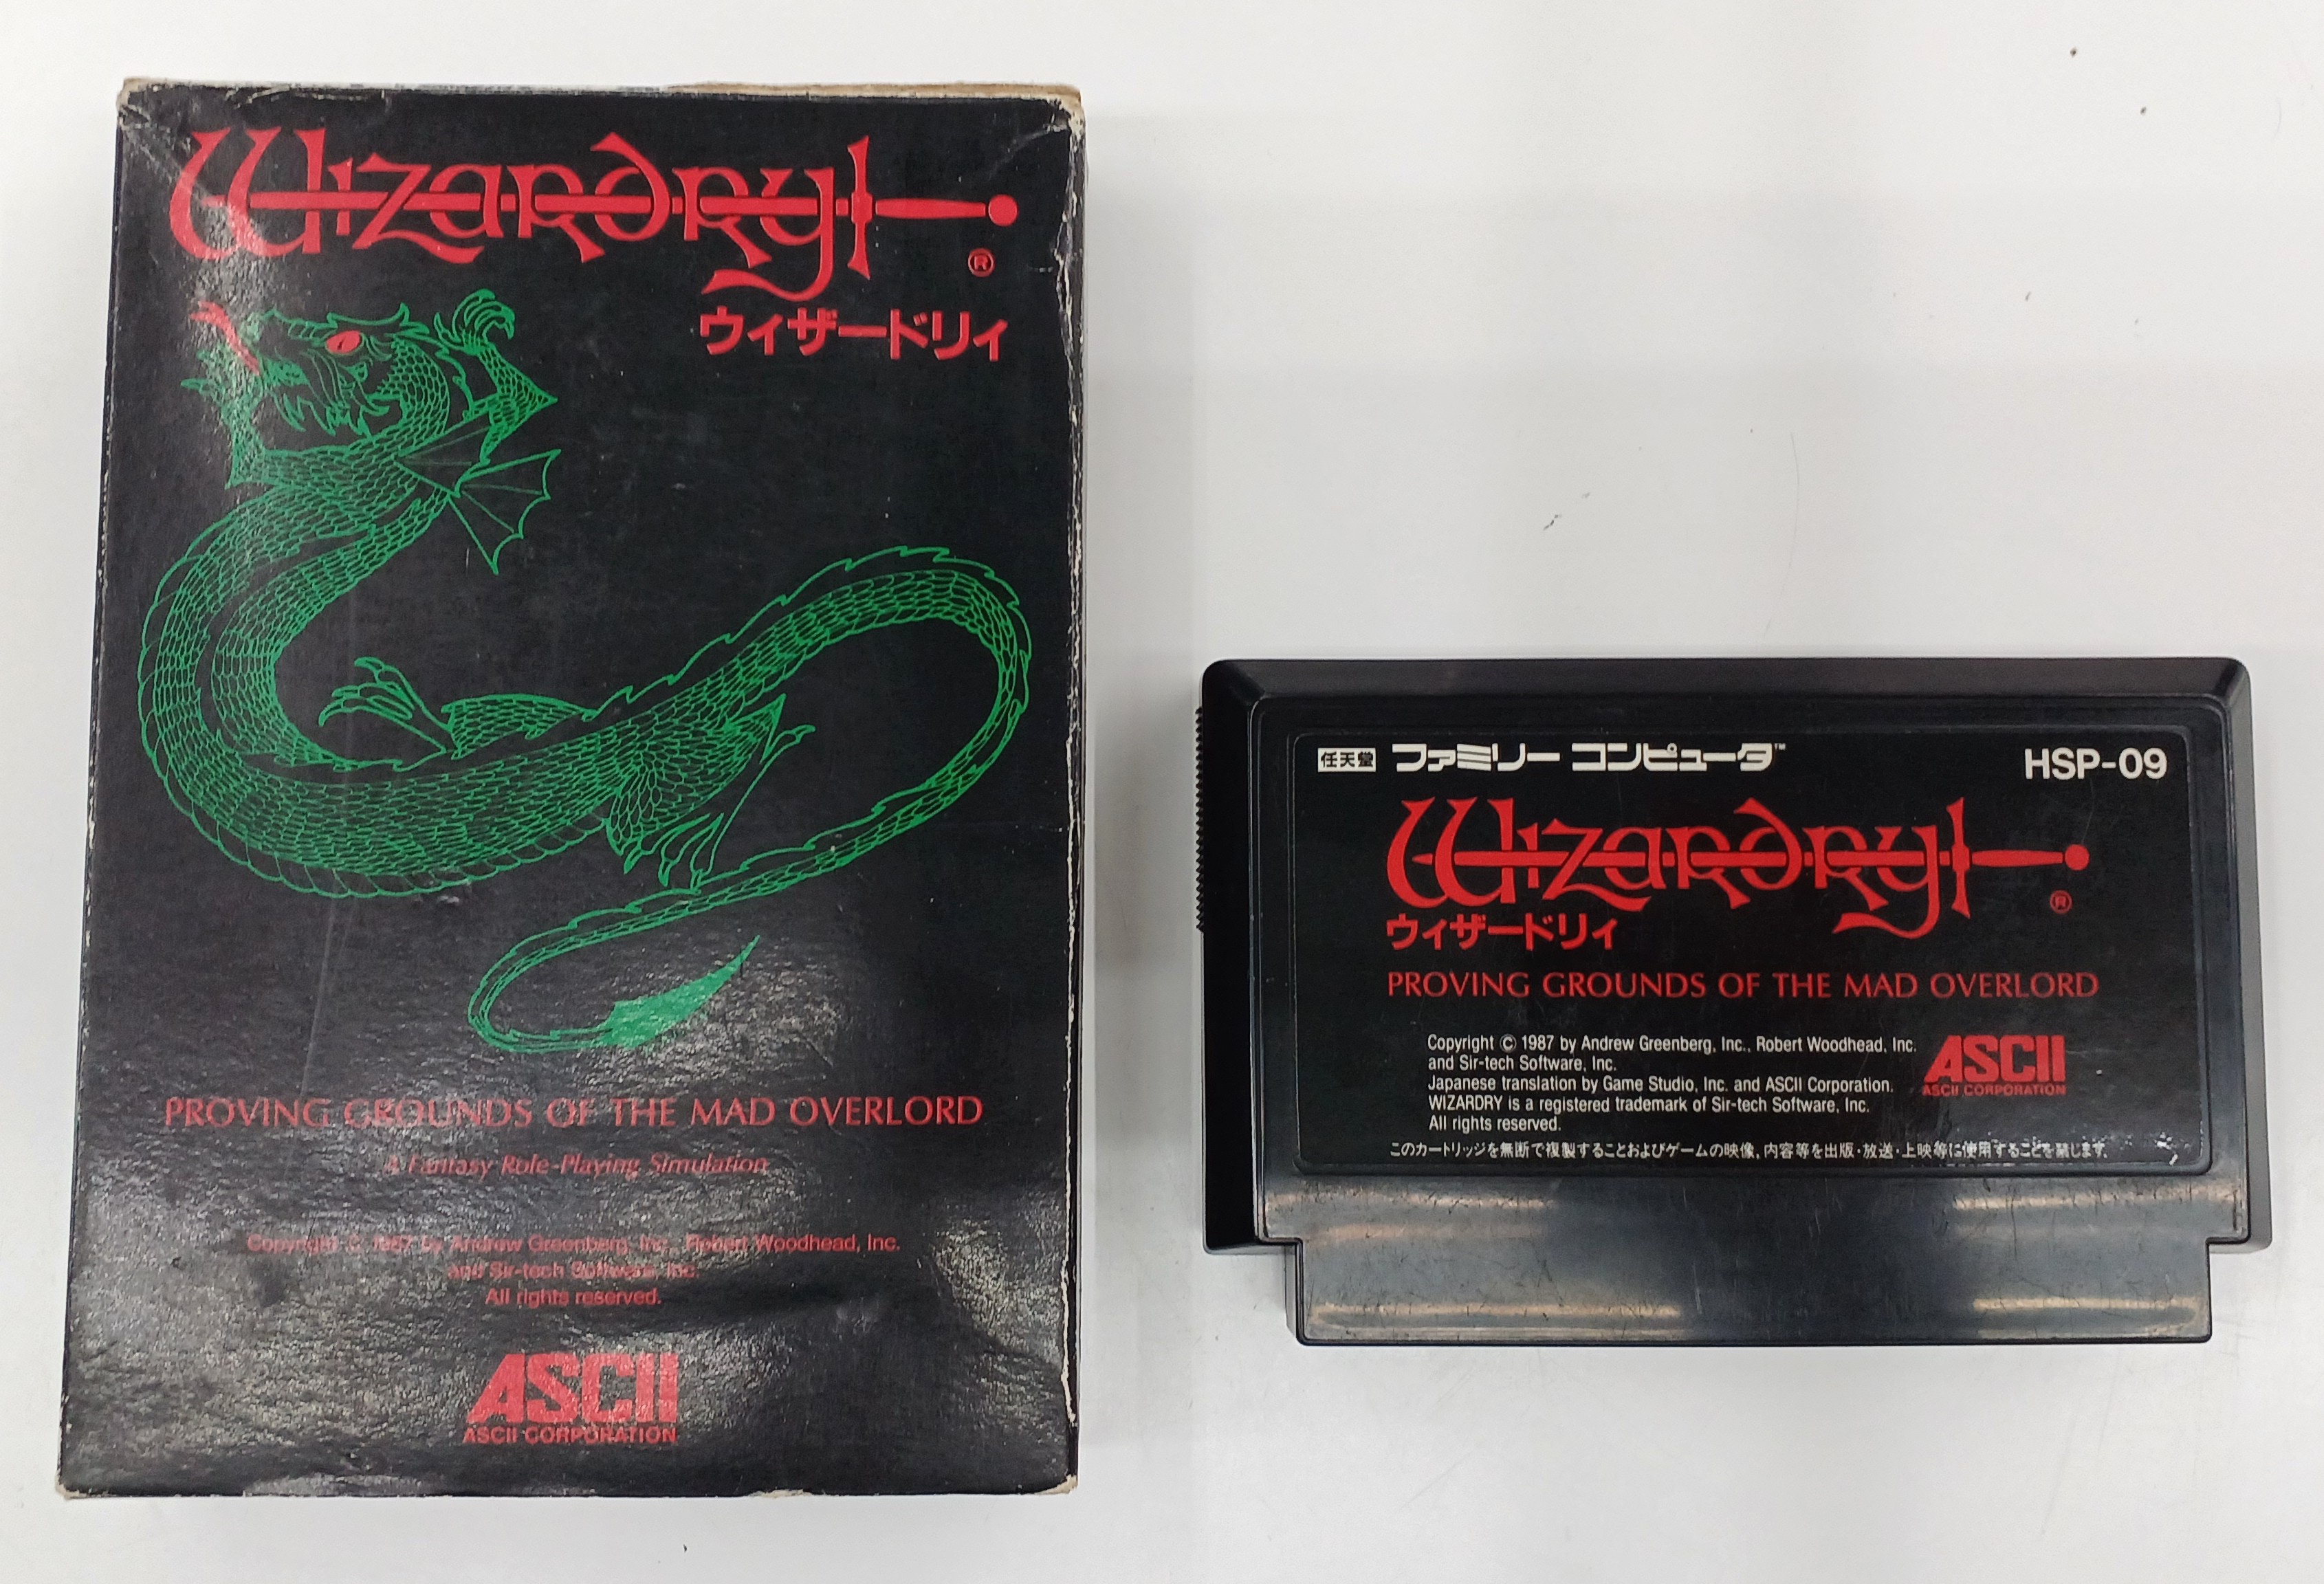 Wizardry
®
ウィザードリィ
PROVING GROUNDS OF THE MAD OVERLORD
A Fantasy Role-Playing Simulation
Copyright © 1987 by Andrew Greenberg, Inc., Robert Woodhead, Inc.
and Sir-tech Software, Inc.
All rights reserved.
ASCII
ASCII CORPORATION
任天堂 ファミリー コンピュータ™ HSP-09
Wizardry
®
ウィザードリィ
PROVING GROUNDS OF THE MAD OVERLORD
Copyright © 1987 by Andrew Greenberg, Inc., Robert Woodhead, Inc.
and Sir-tech Software, Inc.
Japanese translation by Game Studio, Inc. and ASCII Corporation.
WIZARDRY is a registered trademark of Sir-tech Software, Inc.
All rights reserved.
ASCII
ASCII CORPORATION
このカートリッジを無断で複製することおよびゲームの映像，内容等を出版・放送・上映等に使用することを禁じます。